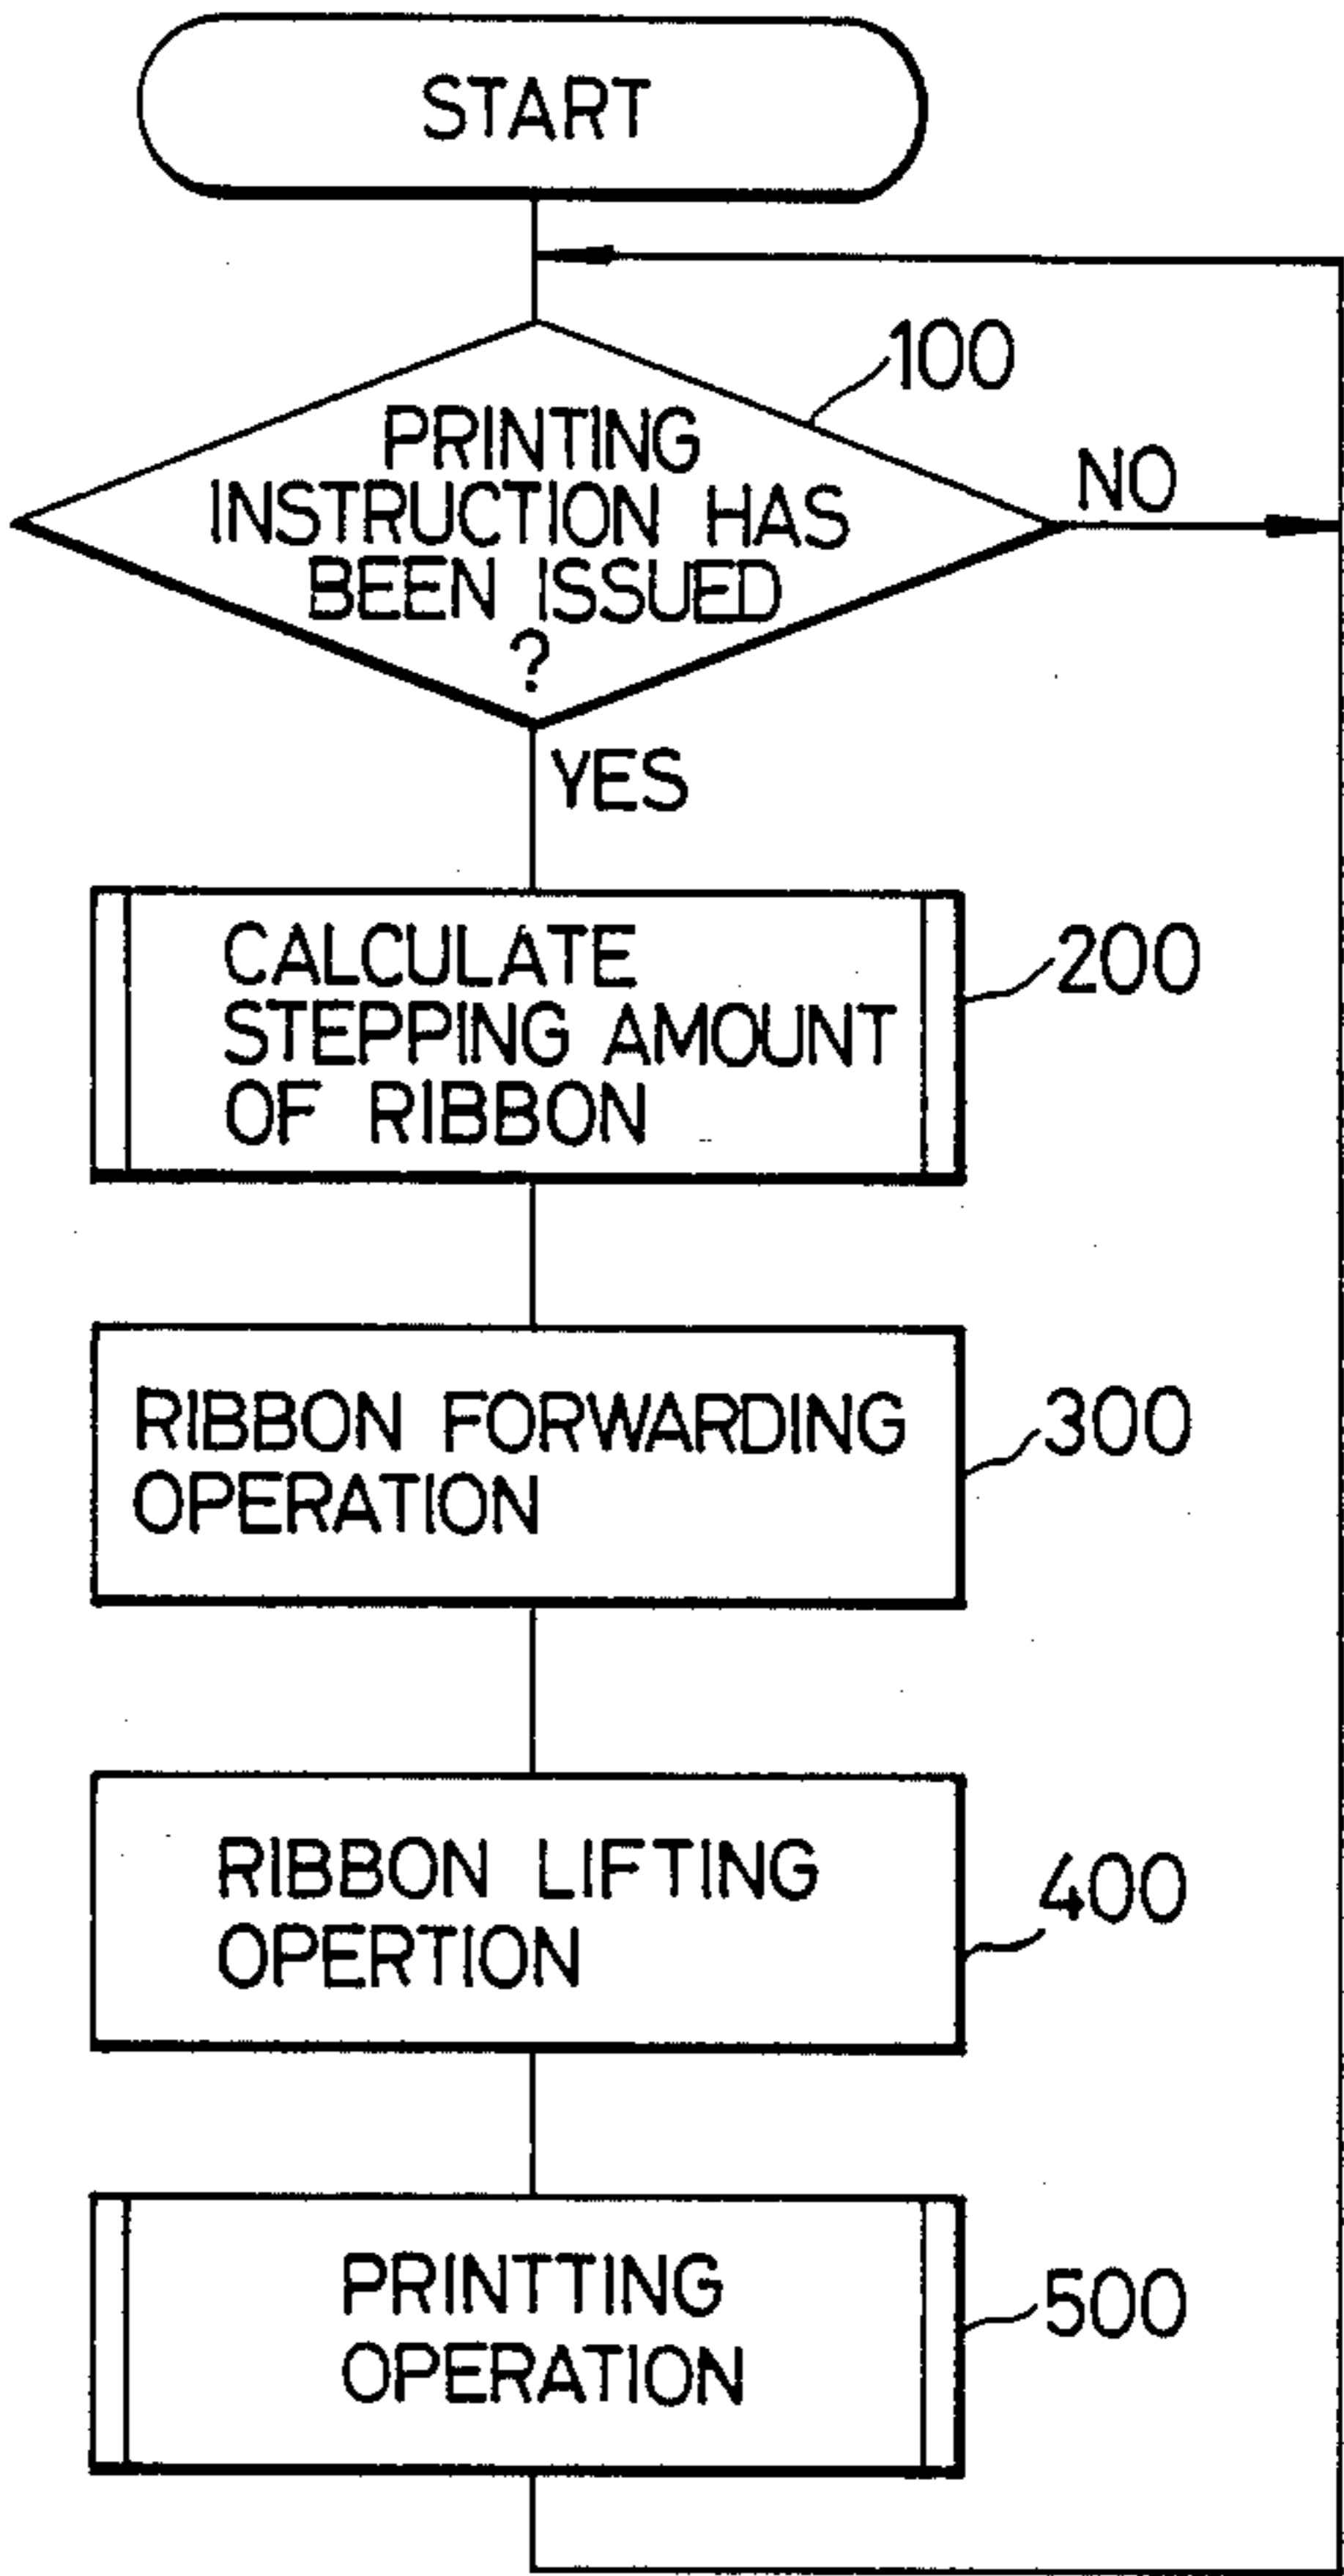 START
100
PRINTING
INSTRUCTION HAS
BEEN ISSUED
?
NO
YES
CALCULATE
STEPPING AMOUNT
OF RIBBON
200
RIBBON FORWARDING
OPERATION
300
RIBBON LIFTING
OPERTION
400
PRINTTING
OPERATION
500